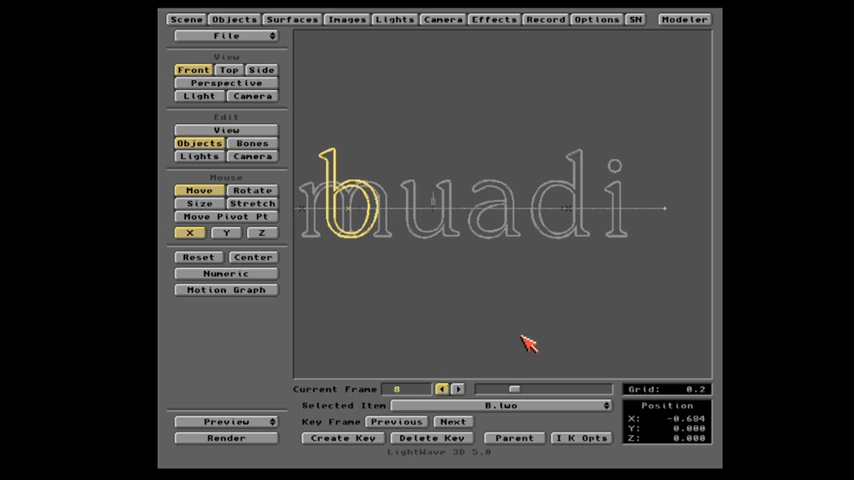 Scene Objects Surfaces Images Lights Camera Effects Record Options SN Modeler
File
View
Front Top Side
Perspective
Light Camera
Edit
View
Objects Bones
Lights Camera
Mouse
Move Rotate
Size Stretch
Move Pivot Pt
X Y Z
Reset Center
Numeric
Motion Graph
b muadi
Current Frame 8
Grid: 0.2
Selected Item B.lwo
Position
Key Frame Previous Next
X: -0.684
Y: 0.000
Z: 0.000
Preview
Render
Create Key Delete Key Parent I K Opts
LightWave 3D 5.0